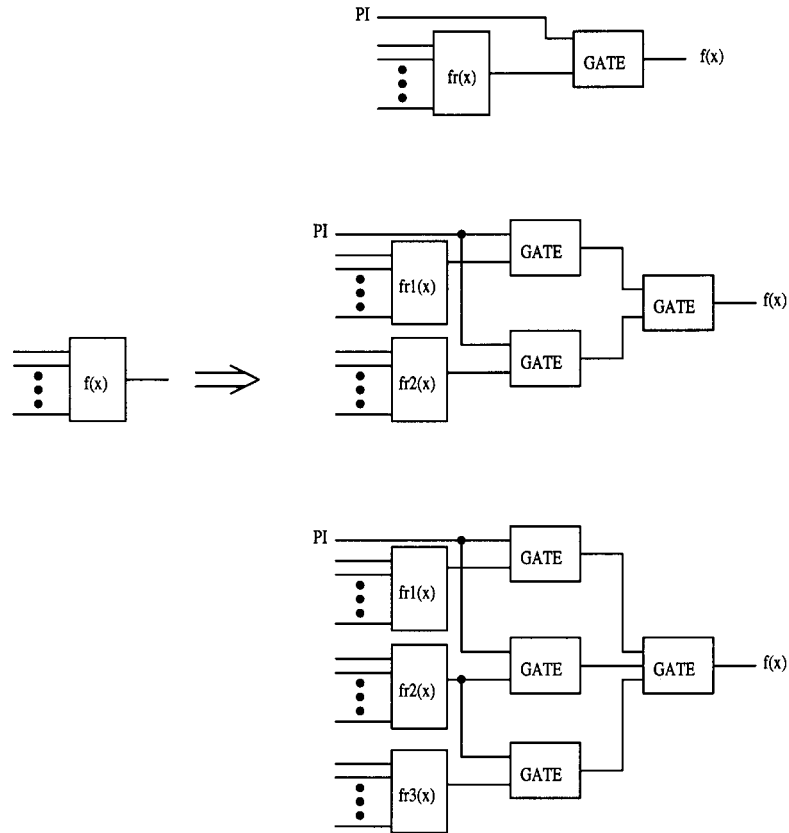 PI
fr(x)
GATE
f(x)
PI
fr1(x)
GATE
GATE
f(x)
fr2(x)
GATE
f(x)
PI
fr1(x)
GATE
fr2(x)
GATE
GATE
f(x)
fr3(x)
GATE